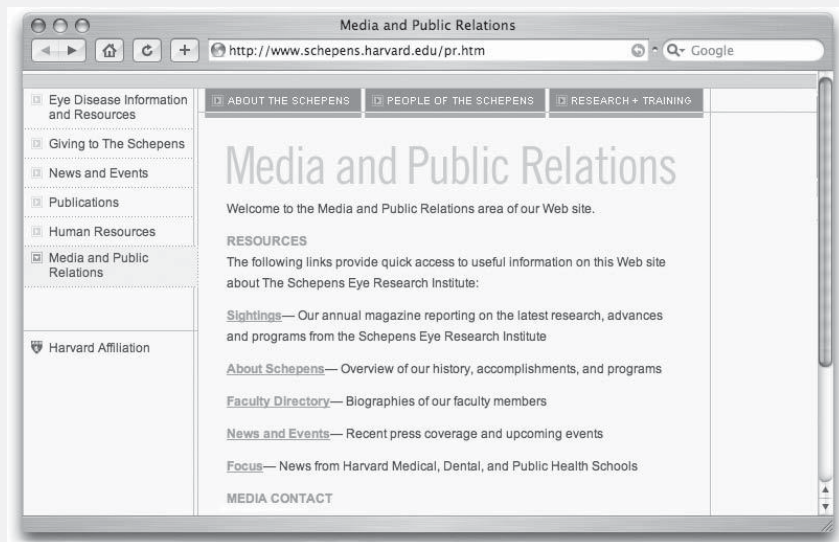 Media and Public Relations
http://www.schepens.harvard.edu/pr.htm
Google
Eye Disease Information
and Resources
Giving to The Schepens
News and Events
Publications
Human Resources
Media and Public
Relations
Harvard Affiliation
ABOUT THE SCHEPENS
PEOPLE OF THE SCHEPENS
RESEARCH + TRAINING
Media and Public Relations
Welcome to the Media and Public Relations area of our Web site.
RESOURCES
The following links provide quick access to useful information on this Web site
about The Schepens Eye Research Institute:
Sightings— Our annual magazine reporting on the latest research, advances
and programs from the Schepens Eye Research Institute
About Schepens— Overview of our history, accomplishments, and programs
Faculty Directory— Biographies of our faculty members
News and Events— Recent press coverage and upcoming events
Focus— News from Harvard Medical, Dental, and Public Health Schools
MEDIA CONTACT